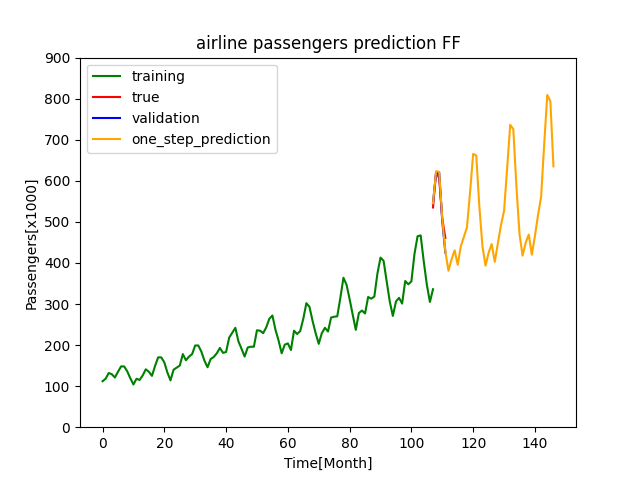 airline passengers prediction FF
training
true
validation
one_step_prediction
Passengers[x1000]
900
800
700
600
500
400
300
200
100
0
0 20 40 60 80 100 120 140
Time[Month]